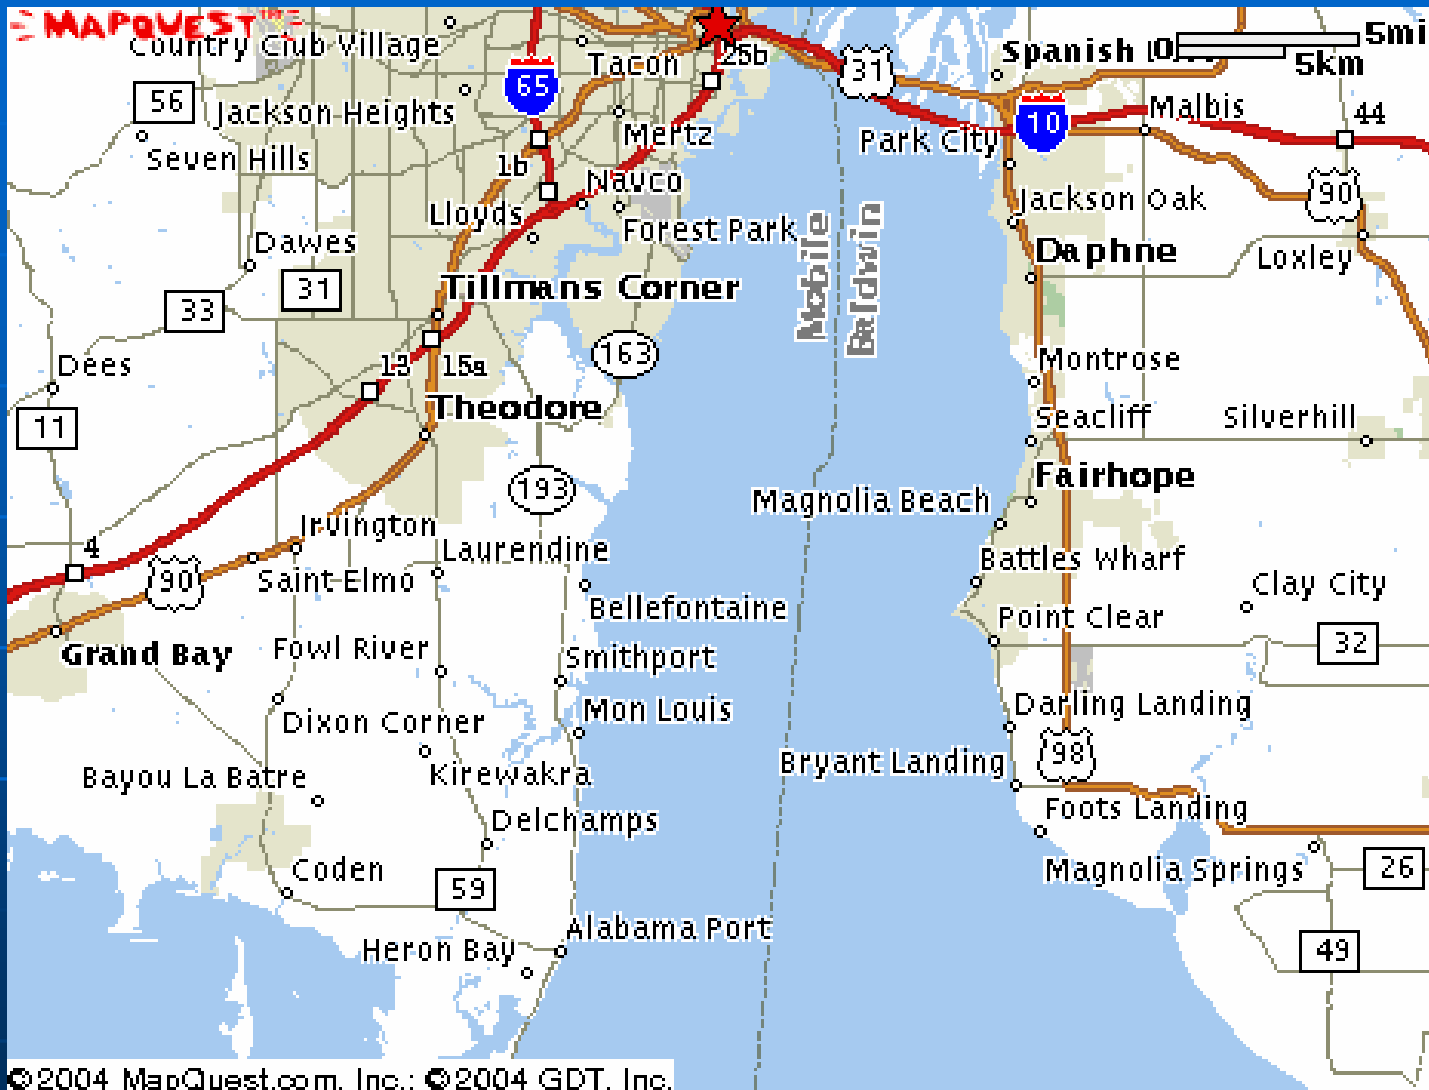 MAPQUEST
Country Club Village
Tacon
25b
31
Spanish
5mi
5km
65
56
Jackson Heights
Mertz
Park City
10
Malbis
44
Seven Hills
1b
Navco
90
Lloyds
Forest Park
Jackson Oak
Dawes
Mobile
Baldwin
Daphne
Loxley
31
Tillmans Corner
33
163
Dees
13
15a
Montrose
11
Theodore
Seacliff
Silverhill
193
Fairhope
Magnolia Beach
Irvington
4
Laurendine
Battles Wharf
90
Saint Elmo
Clay City
Bellefontaine
Point Clear
Grand Bay
Fowl River
Smithport
32
Dixon Corner
Mon Louis
Darling Landing
Bayou La Batre
Kirewakra
Bryant Landing
98
Delchamps
Foots Landing
Coden
59
Magnolia Springs
26
Heron Bay
Alabama Port
49
©2004 MapQuest.com, Inc.; ©2004 GDT, Inc.